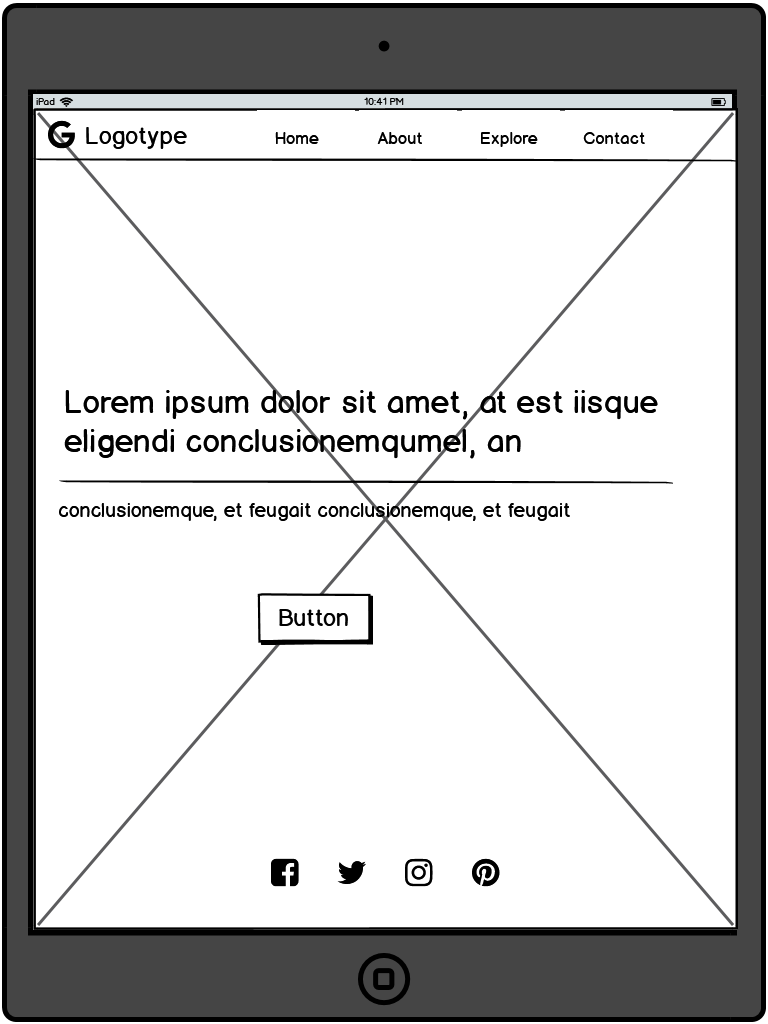 iPad 10:41 PM
Logotype Home About Explore Contact
Lorem ipsum dolor sit amet, at est iisque
eligendi conclusionemqumel, an
conclusionemque, et feugait conclusionemque, et feugait
Button